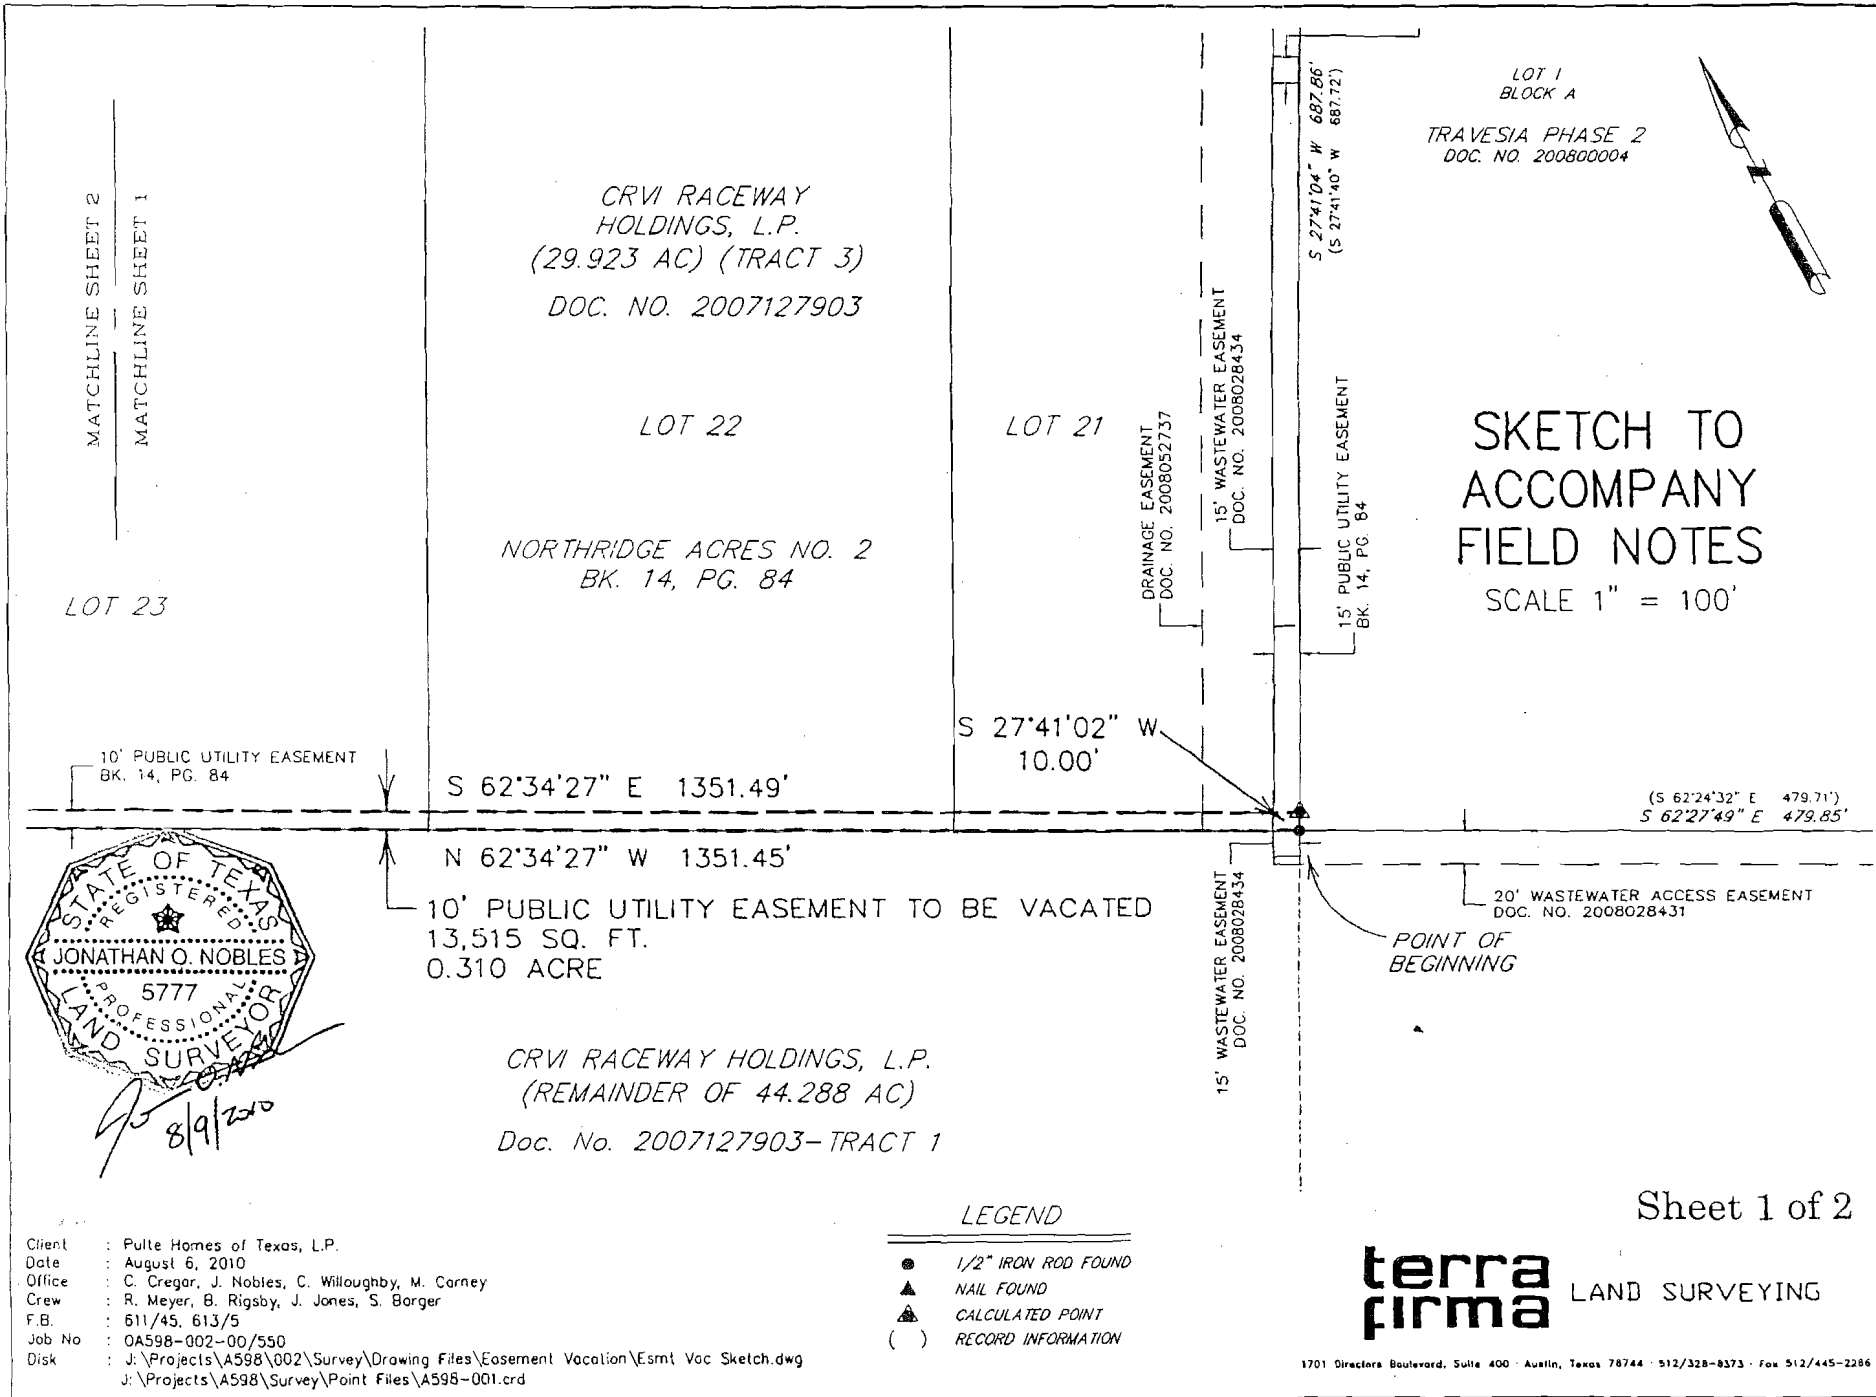 MATCHLINE SHEET 2
MATCHLINE SHEET 1
CRVI RACEWAY
HOLDINGS, L.P.
(29.923 AC) (TRACT 3)
DOC. NO. 2007127903
LOT 22
LOT 21
NORTHRIDGE ACRES NO. 2
BK. 14, PG. 84
LOT 23
DRAINAGE EASEMENT
DOC. NO. 2008052737
15' WASTEWATER EASEMENT
DOC. NO. 2008028434
S 27°41'04" W 687.86'
(S 27°41'40" W 687.72')
15' PUBLIC UTILITY EASEMENT
BK. 14, PG. 84
LOT 1
BLOCK A
TRAVESIA PHASE 2
DOC. NO. 200800004
N
SKETCH TO
ACCOMPANY
FIELD NOTES
SCALE 1" = 100'
10' PUBLIC UTILITY EASEMENT
BK. 14, PG. 84
S 62°34'27" E 1351.49'
S 27°41'02" W
10.00'
(S 62°24'32" E 479.71')
S 62°27'49" E 479.85'
N 62°34'27" W 1351.45'
10' PUBLIC UTILITY EASEMENT TO BE VACATED
13,515 SQ. FT.
0.310 ACRE
15' WASTEWATER EASEMENT
DOC. NO. 2008028434
20' WASTEWATER ACCESS EASEMENT
DOC. NO. 2008028431
POINT OF
BEGINNING
STATE OF TEXAS
REGISTERED
JONATHAN O. NOBLES
5777
PROFESSIONAL
LAND SURVEYOR
8/9/2010
CRVI RACEWAY HOLDINGS, L.P.
(REMAINDER OF 44.288 AC)
Doc. No. 2007127903-TRACT 1
Client : Pulte Homes of Texas, L.P.
Date : August 6, 2010
Office : C. Cregar, J. Nobles, C. Willoughby, M. Carney
Crew : R. Meyer, B. Rigsby, J. Jones, S. Borger
F.B. : 611/45, 613/5
Job No : 0A598-002-00/550
Disk : J:\Projects\A598\002\Survey\Drawing Files\Easement Vacation\Esmt Vac Sketch.dwg
J:\Projects\A598\Survey\Point Files\A598-001.crd
LEGEND
1/2" IRON ROD FOUND
NAIL FOUND
CALCULATED POINT
( ) RECORD INFORMATION
Sheet 1 of 2
terra
firma
LAND SURVEYING
1701 Directors Boulevard, Suite 400 · Austin, Texas 78744 · 512/328-8373 · Fax 512/445-2286